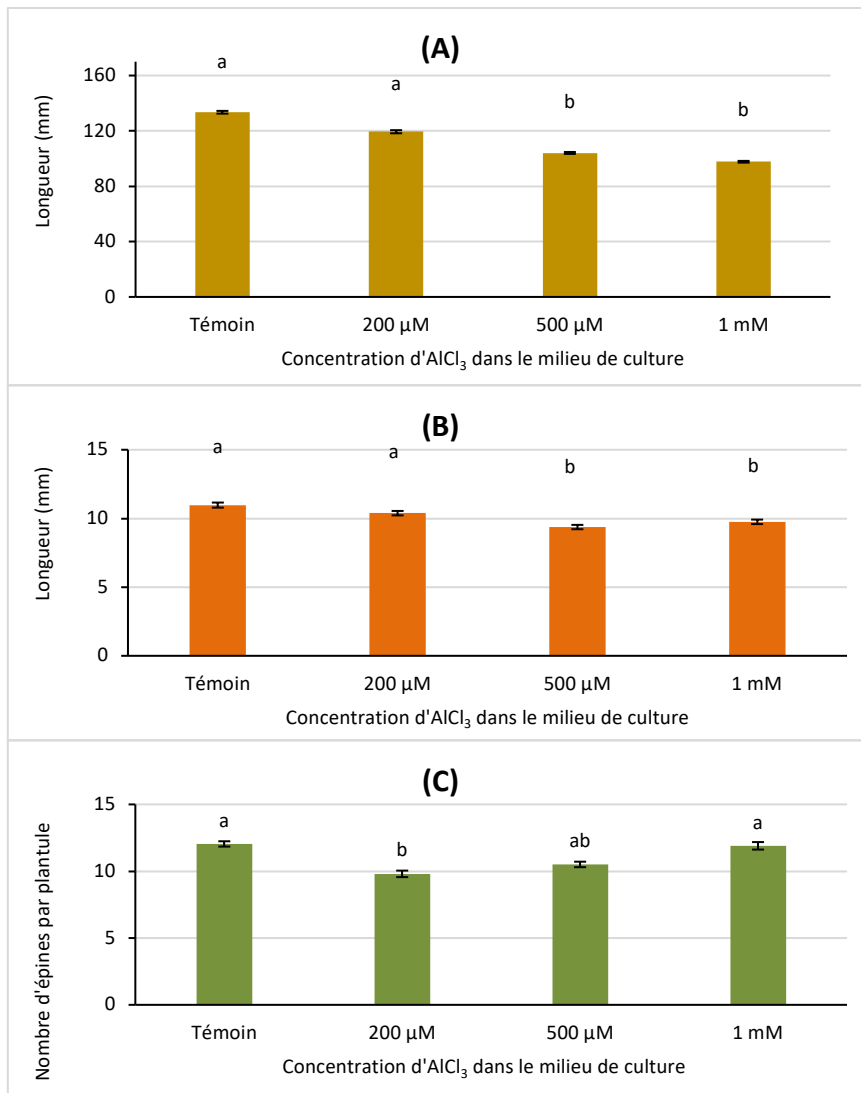 (A)
a
a
b
b
160
120
80
40
0
Longueur (mm)
Témoin
200 µM
500 µM
1 mM
Concentration d'AlCl₃ dans le milieu de culture
(B)
a
a
b
b
15
10
5
0
Longueur (mm)
Témoin
200 µM
500 µM
1 mM
Concentration d'AlCl₃ dans le milieu de culture
(C)
a
b
ab
a
15
10
5
0
Nombre d'épines par plantule
Témoin
200 µM
500 µM
1 mM
Concentration d'AlCl₃ dans le milieu de culture